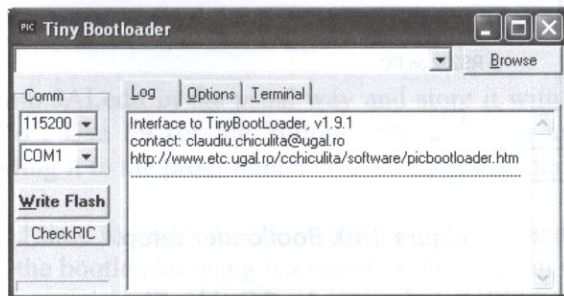 PIC Tiny Bootloader
Browse
Comm
115200
COM1
Write Flash
CheckPIC
Log Options Terminal
Interface to TinyBootLoader, v1.9.1
contact: claudiu.chiculita@ugal.ro
http://www.etc.ugal.ro/cchiculita/software/picbootloader.htm